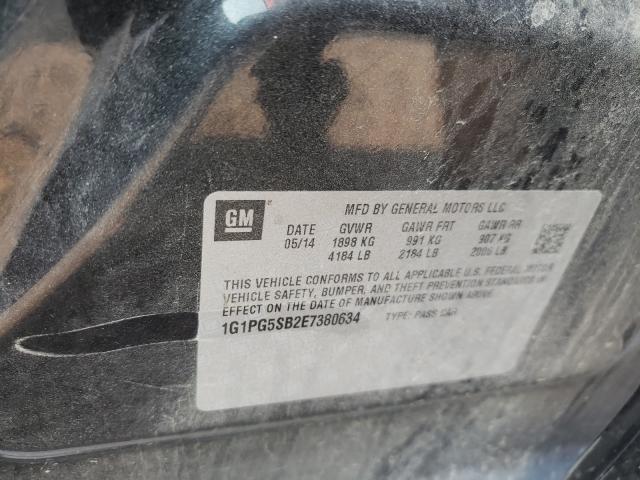 GM
MFD BY GENERAL MOTORS LLC
DATE GVWR GAWR FRT GAWR RR
05/14 1898 KG 991 KG 907 KG
4184 LB 2184 LB 2000 LB
THIS VEHICLE CONFORMS TO ALL APPLICABLE U.S. FEDERAL MOTOR
VEHICLE SAFETY, BUMPER, AND THEFT PREVENTION STANDARDS IN
EFFECT ON THE DATE OF MANUFACTURE SHOWN ABOVE.
1G1PG5SB2E7380634 TYPE: PASS CAR